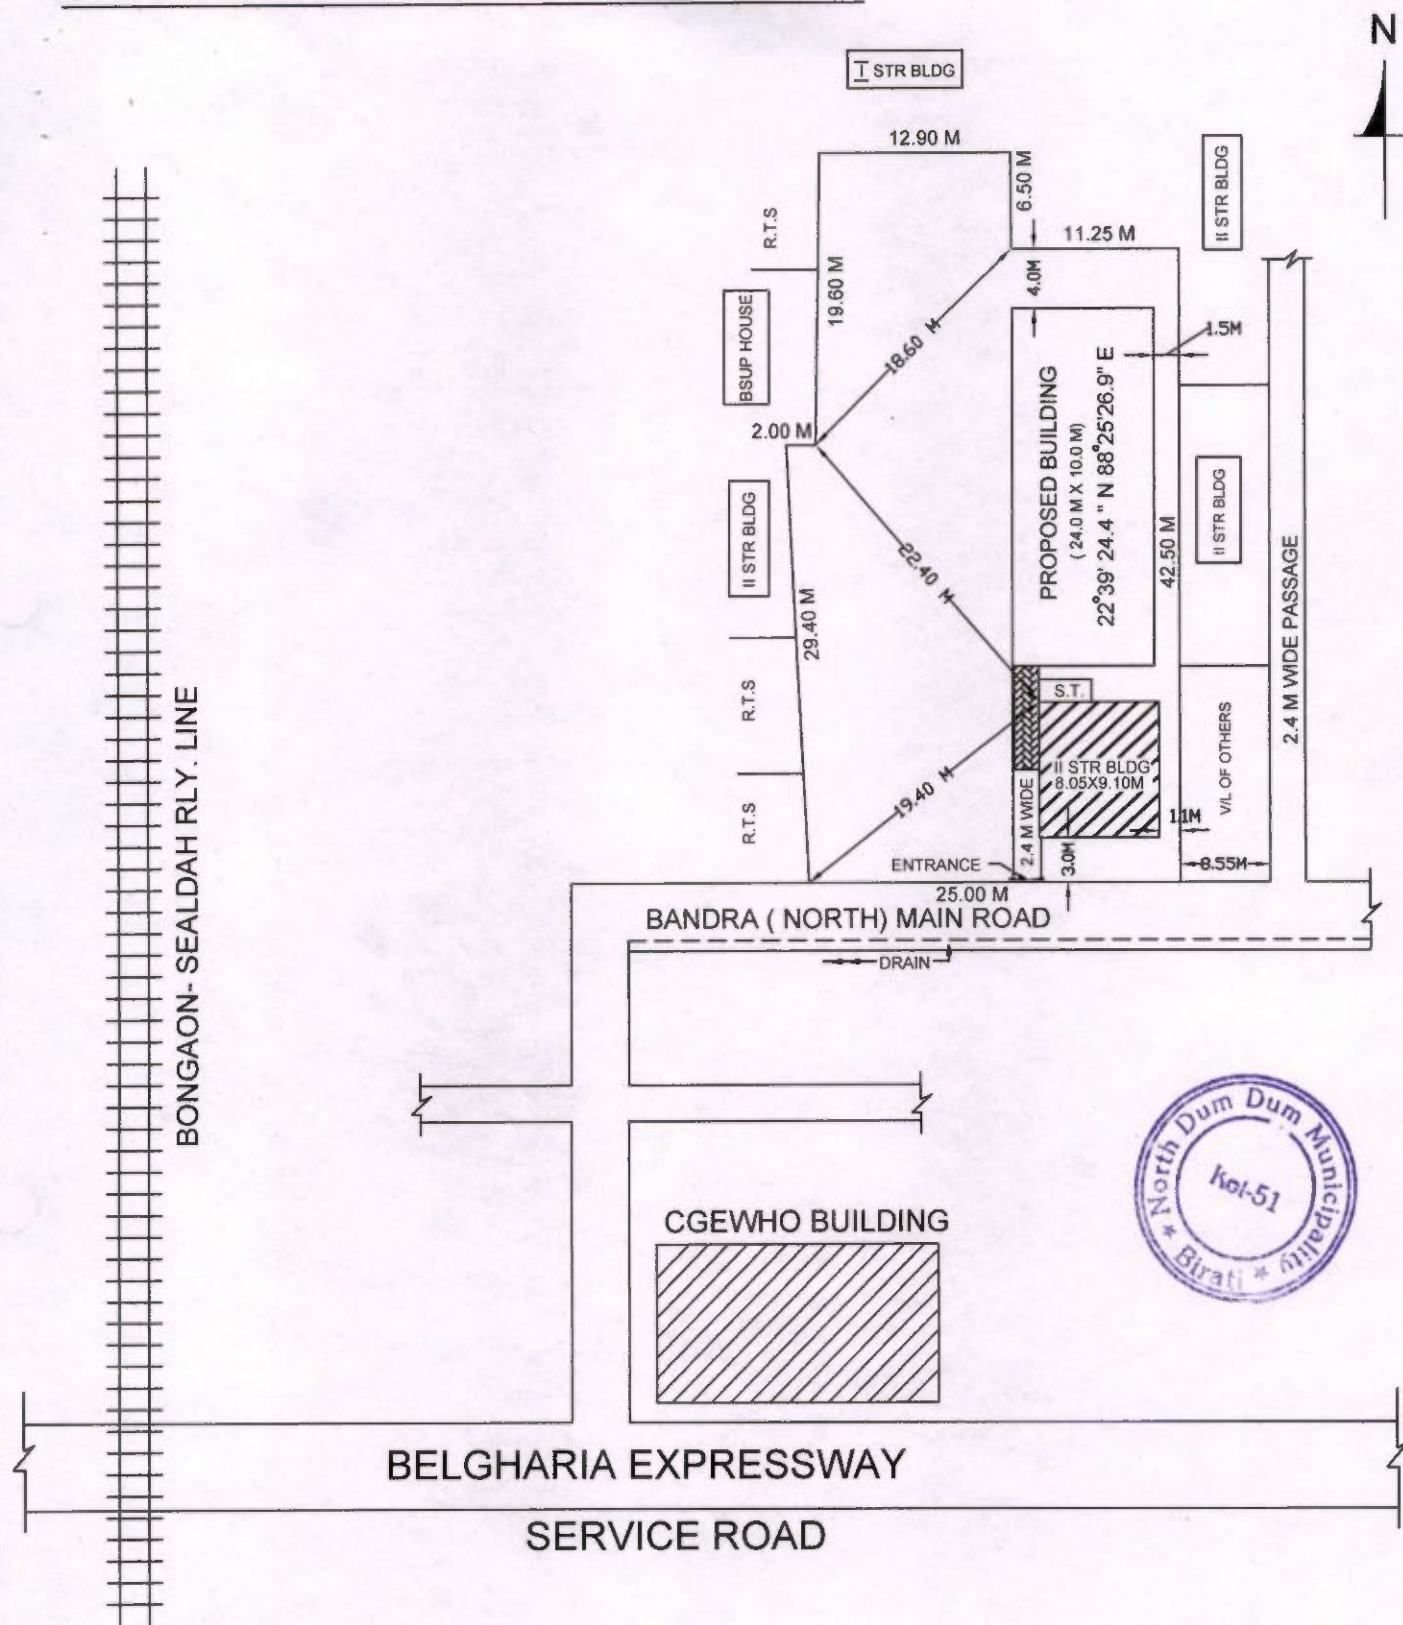 N
I STR BLDG
12.90 M
6.50 M
11.25 M
II STR BLDG
R.T.S
19.60 M
4.0M
1.5M
BSUP HOUSE
18.60 M
PROPOSED BUILDING
( 24.0 M X 10.0 M)
22°39' 24.4 " N 88°25'26.9" E
2.00 M
II STR BLDG
II STR BLDG
22.40 M
42.50 M
29.40 M
2.4 M WIDE PASSAGE
R.T.S
S.T.
II STR BLDG
8.05X9.10M
V/L OF OTHERS
19.40 M
R.T.S
2.4 M WIDE
1.1M
3.0M
ENTRANCE
8.55M
25.00 M
BANDRA ( NORTH) MAIN ROAD
DRAIN
BONGAON- SEALDAH RLY. LINE
North Dum Dum Municipality
Kol-51
* Birati *
CGEWHO BUILDING
BELGHARIA EXPRESSWAY
SERVICE ROAD